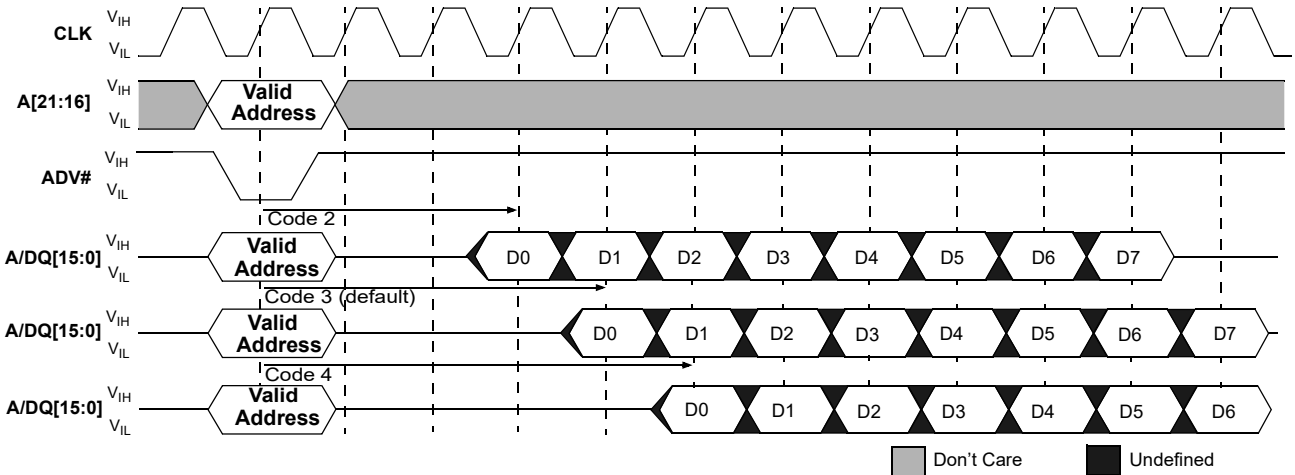 CLK
VIH
VIL
A[21:16]
VIH
VIL
Valid
Address
ADV#
VIH
VIL
Code 2
A/DQ[15:0]
VIH
VIL
Valid
Address
D0 D1 D2 D3 D4 D5 D6 D7
Code 3 (default)
A/DQ[15:0]
VIH
VIL
Valid
Address
D0 D1 D2 D3 D4 D5 D6 D7
Code 4
A/DQ[15:0]
VIH
VIL
Valid
Address
D0 D1 D2 D3 D4 D5 D6
Don't Care Undefined